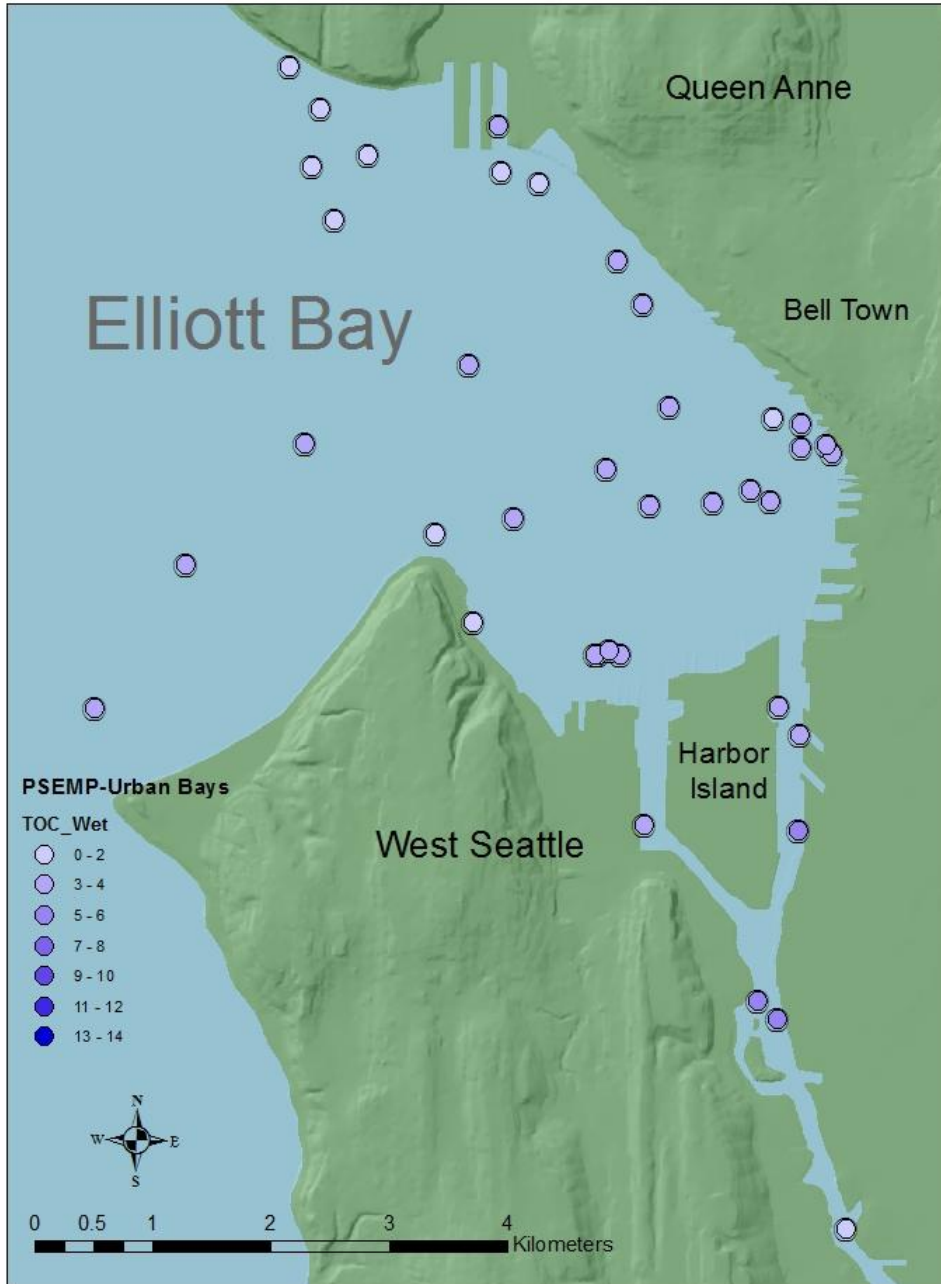 Queen Anne
Elliott Bay
Bell Town
Harbor
Island
PSEMP-Urban Bays
TOC_Wet
West Seattle
0 - 2
3 - 4
5 - 6
7 - 8
9 - 10
11 - 12
13 - 14
N
W E
S
0 0.5 1 2 3 4
Kilometers